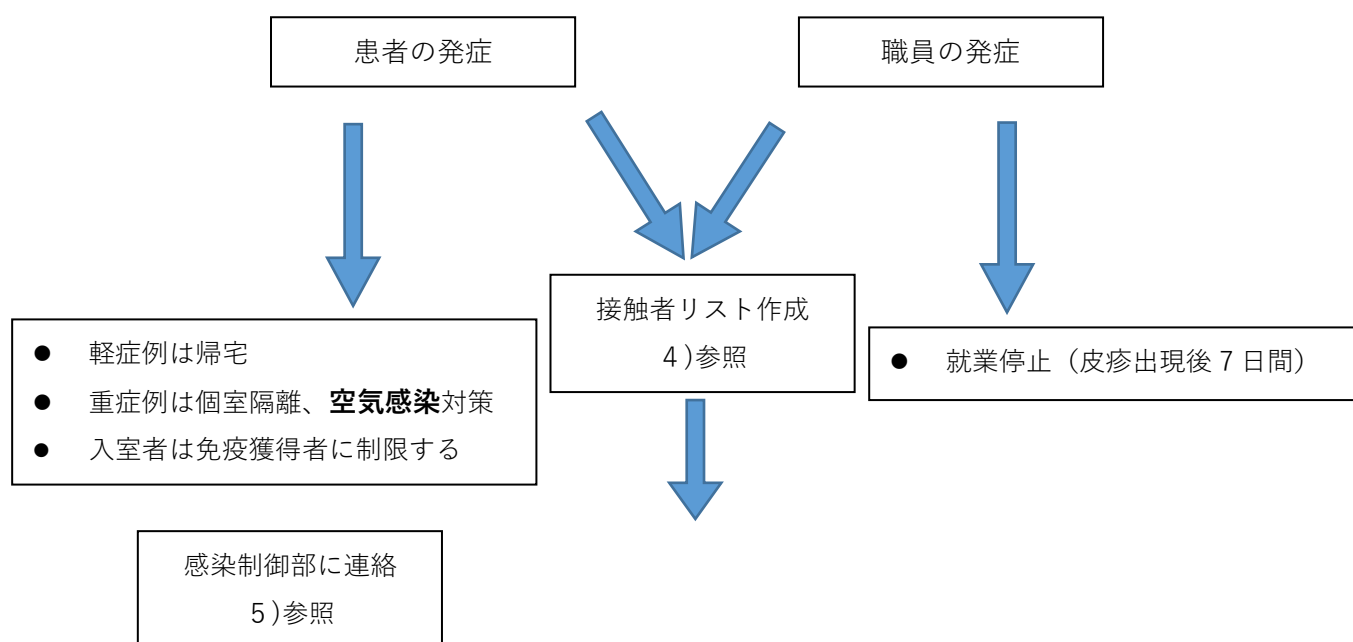 患者の発症
職員の発症
接触者リスト作成
4)参照
● 軽症例は帰宅
● 重症例は個室隔離、空気感染対策
● 入室者は免疫獲得者に制限する
● 就業停止（皮疹出現後 7 日間）
感染制御部に連絡
5)参照